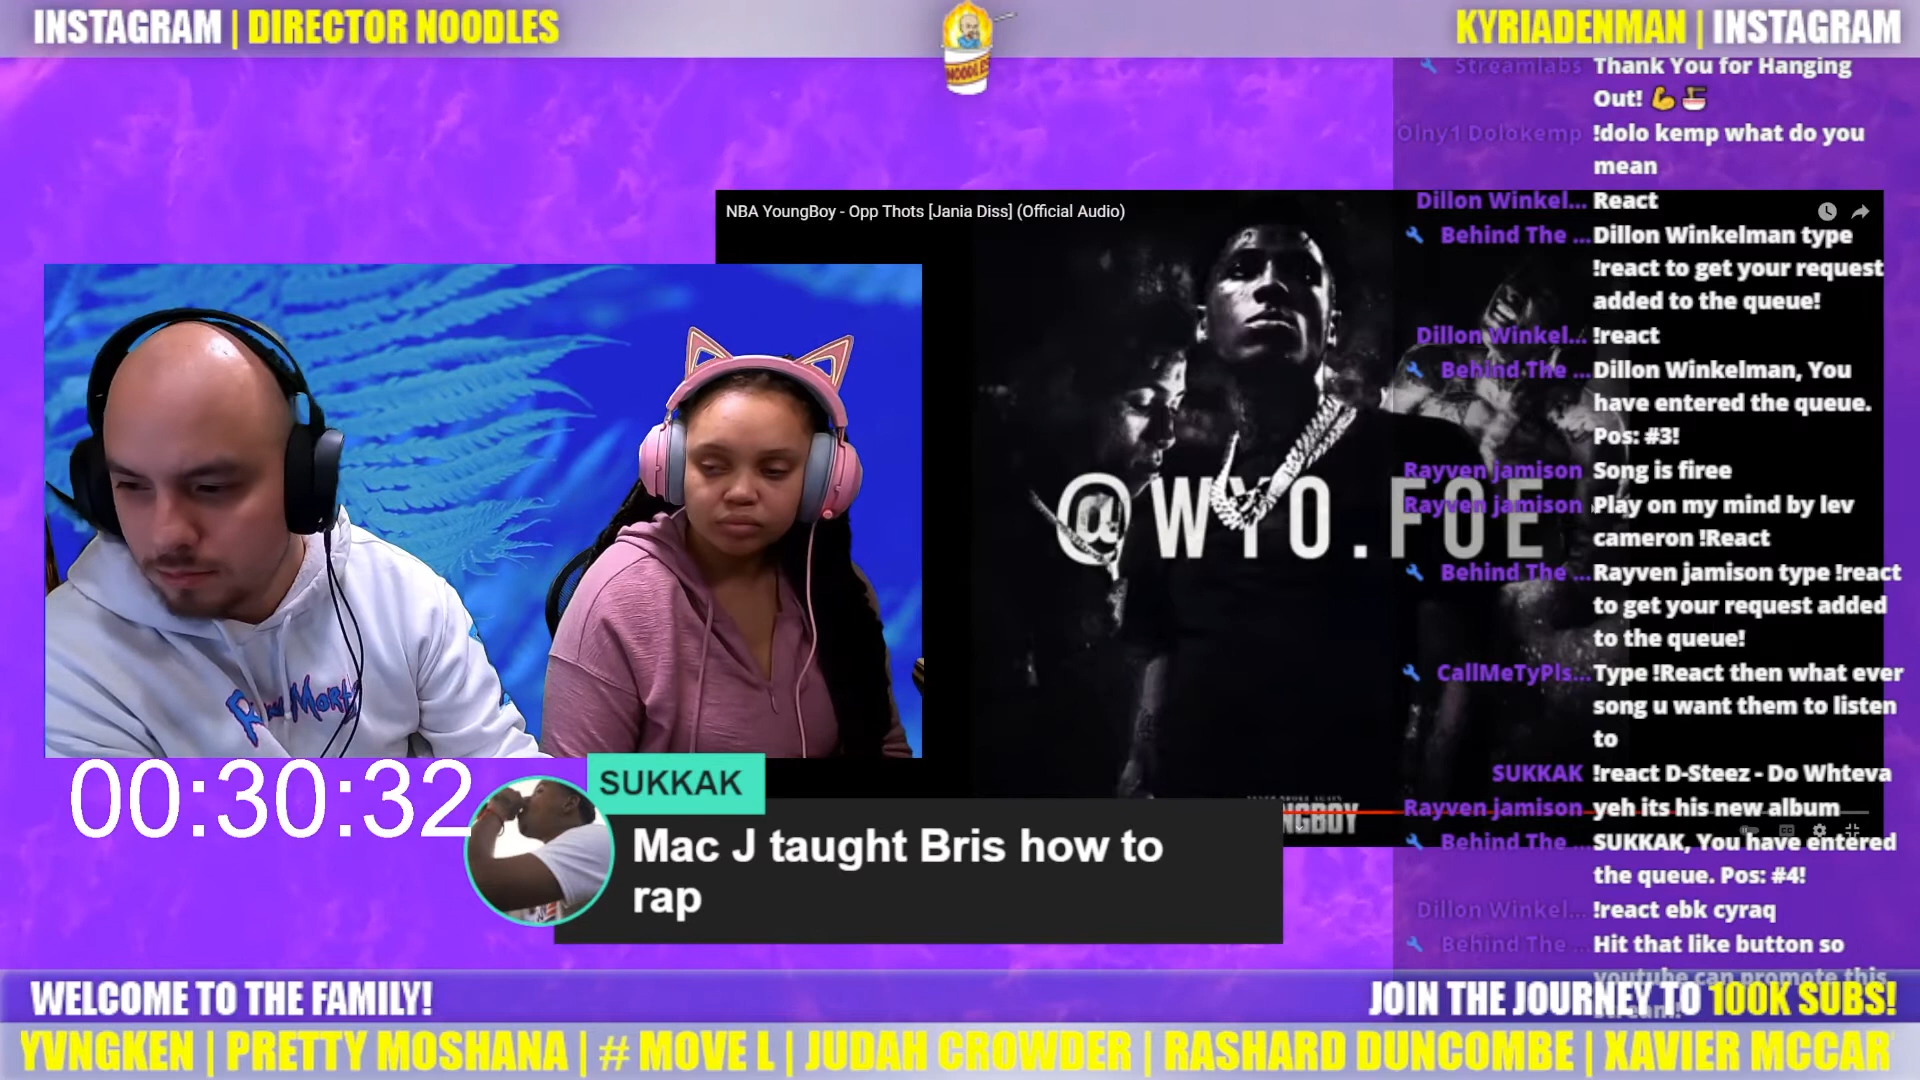 INSTAGRAM | DIRECTOR NOODLES
NOODLES
KYRIADENMAN | INSTAGRAM
Streamlabs Thank You for Hanging
Out! 💪🍜
Olny1 Dolokemp !dolo kemp what do you
mean
NBA YoungBoy - Opp Thots [Jania Diss] (Official Audio)
Dillon Winkel... React
Behind The ... Dillon Winkelman type
!react to get your request
added to the queue!
Dillon Winkel... !react
Behind The ... Dillon Winkelman, You
have entered the queue.
Pos: #3!
Rayven jamison Song is firee
Rayven jamison Play on my mind by lev
cameron !React
@WYO.FOE
Behind The ... Rayven jamison type !react
to get your request added
to the queue!
CallMeTyPls... Type !React then what ever
song u want them to listen
to
SUKKAK !react D-Steez - Do Whteva
Rayven jamison yeh its his new album
Behind The ... SUKKAK, You have entered
the queue. Pos: #4!
Dillon Winkel... !react ebk cyraq
Behind The ... Hit that like button so
youtube can promote this
stream!
00:30:32
SUKKAK
Mac J taught Bris how to
rap
NGBOY
WELCOME TO THE FAMILY!
JOIN THE JOURNEY TO 100K SUBS!
YVNGKEN | PRETTY MOSHANA | # MOVE L | JUDAH CROWDER | RASHARD DUNCOMBE | XAVIER MCCAR